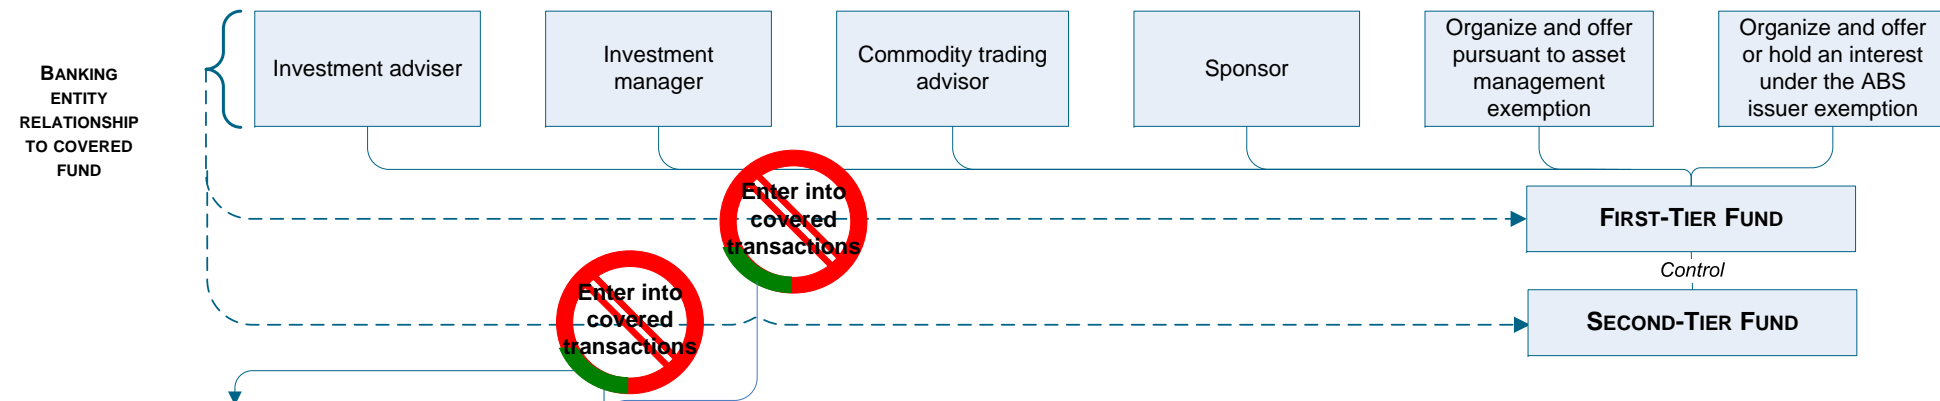 BANKING
ENTITY
RELATIONSHIP
TO COVERED
FUND
Investment adviser
Investment
manager
Commodity trading
advisor
Sponsor
Organize and offer
pursuant to asset
management
exemption
Organize and offer
or hold an interest
under the ABS
issuer exemption
Enter into
covered
transactions
FIRST-TIER FUND
Control
Enter into
covered
transactions
SECOND-TIER FUND